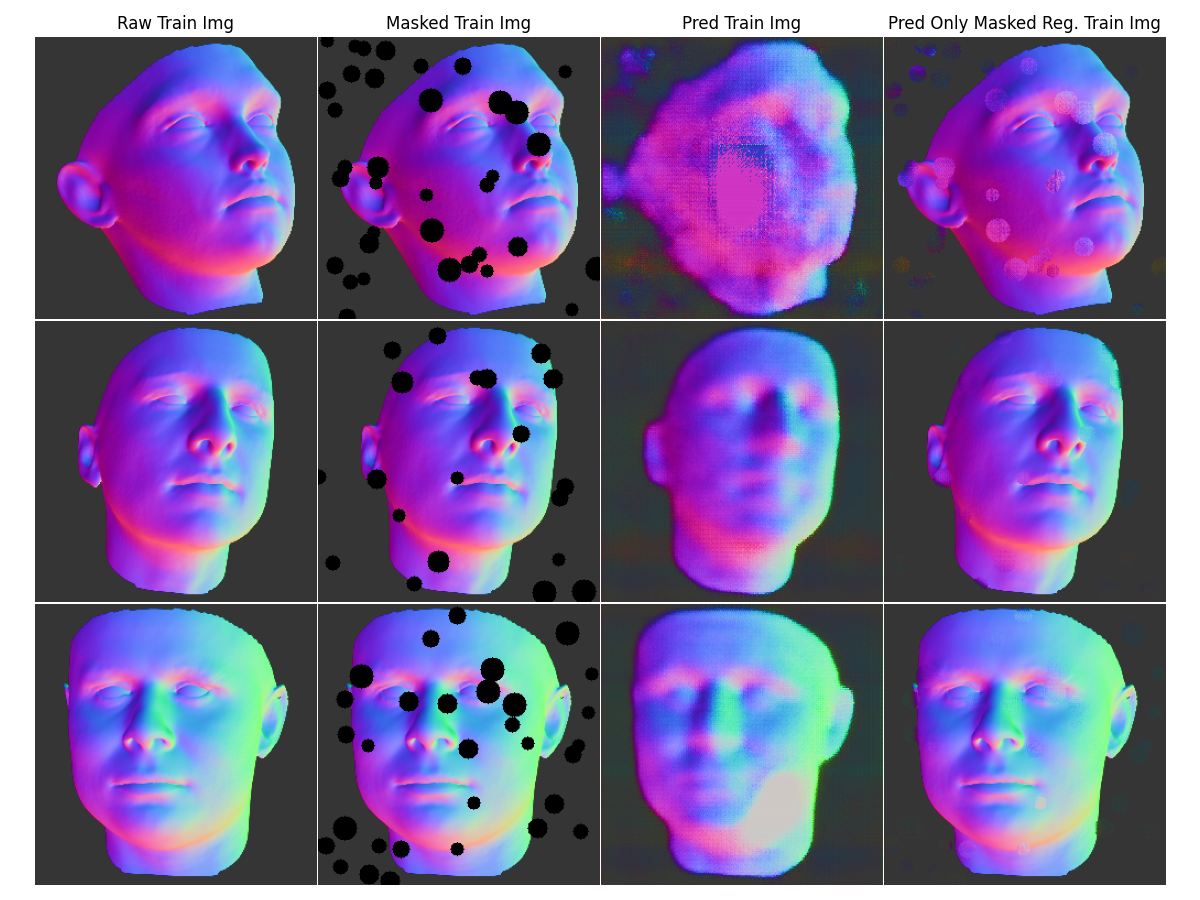 Raw Train Img
Masked Train Img
Pred Train Img
Pred Only Masked Reg. Train Img